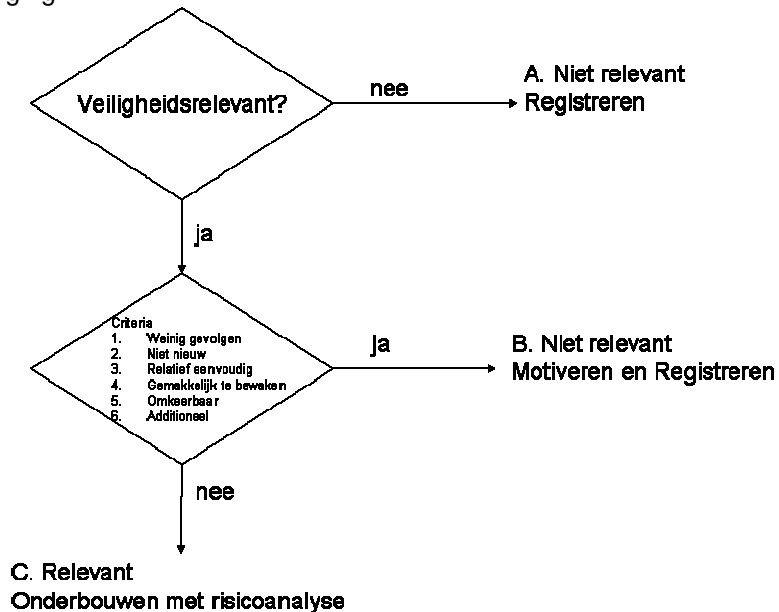 Veiligheidsrelevant?
nee
A. Niet relevant
Registreren
ja
Criteria
1. Weinig gevolgen
2. Niet nieuw
3. Relatief eenvoudig
4. Gemakkelijk te bewaken
5. Omkeerbaar
6. Additioneel
ja
B. Niet relevant
Motiveren en Registreren
nee
C. Relevant
Onderbouwen met risicoanalyse